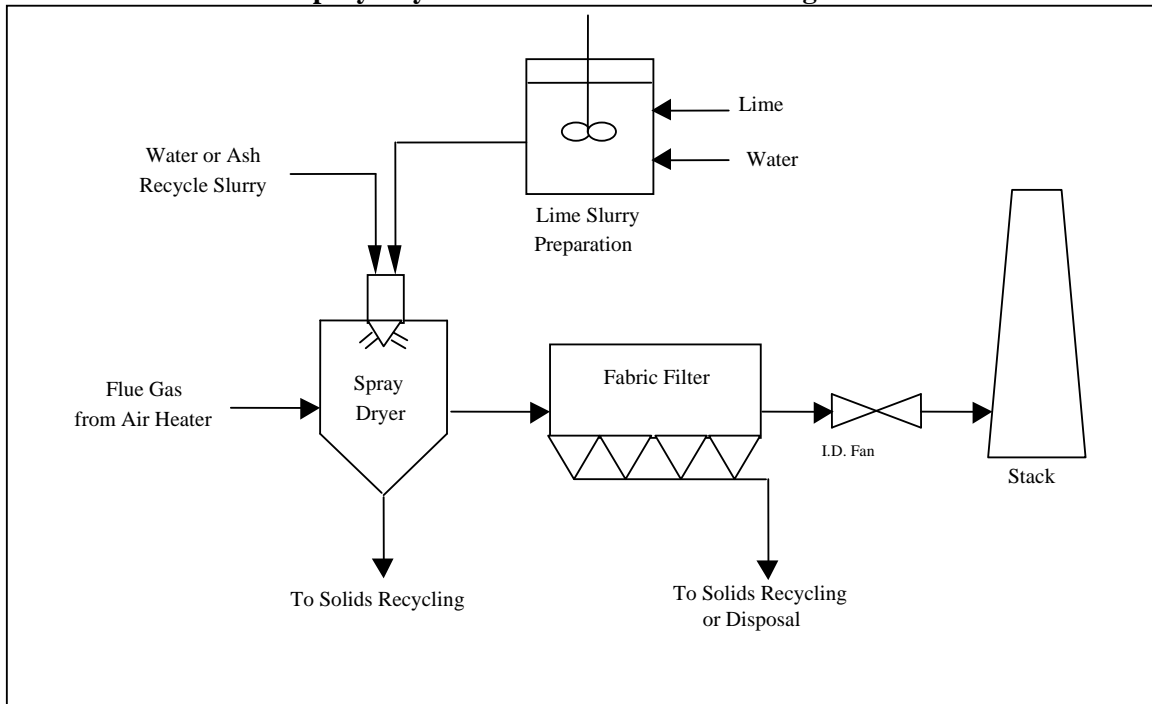 Lime
Water
Water or Ash
Recycle Slurry
Lime Slurry
Preparation
Flue Gas
from Air Heater
Spray
Dryer
Fabric Filter
I.D. Fan
Stack
To Solids Recycling
To Solids Recycling
or Disposal